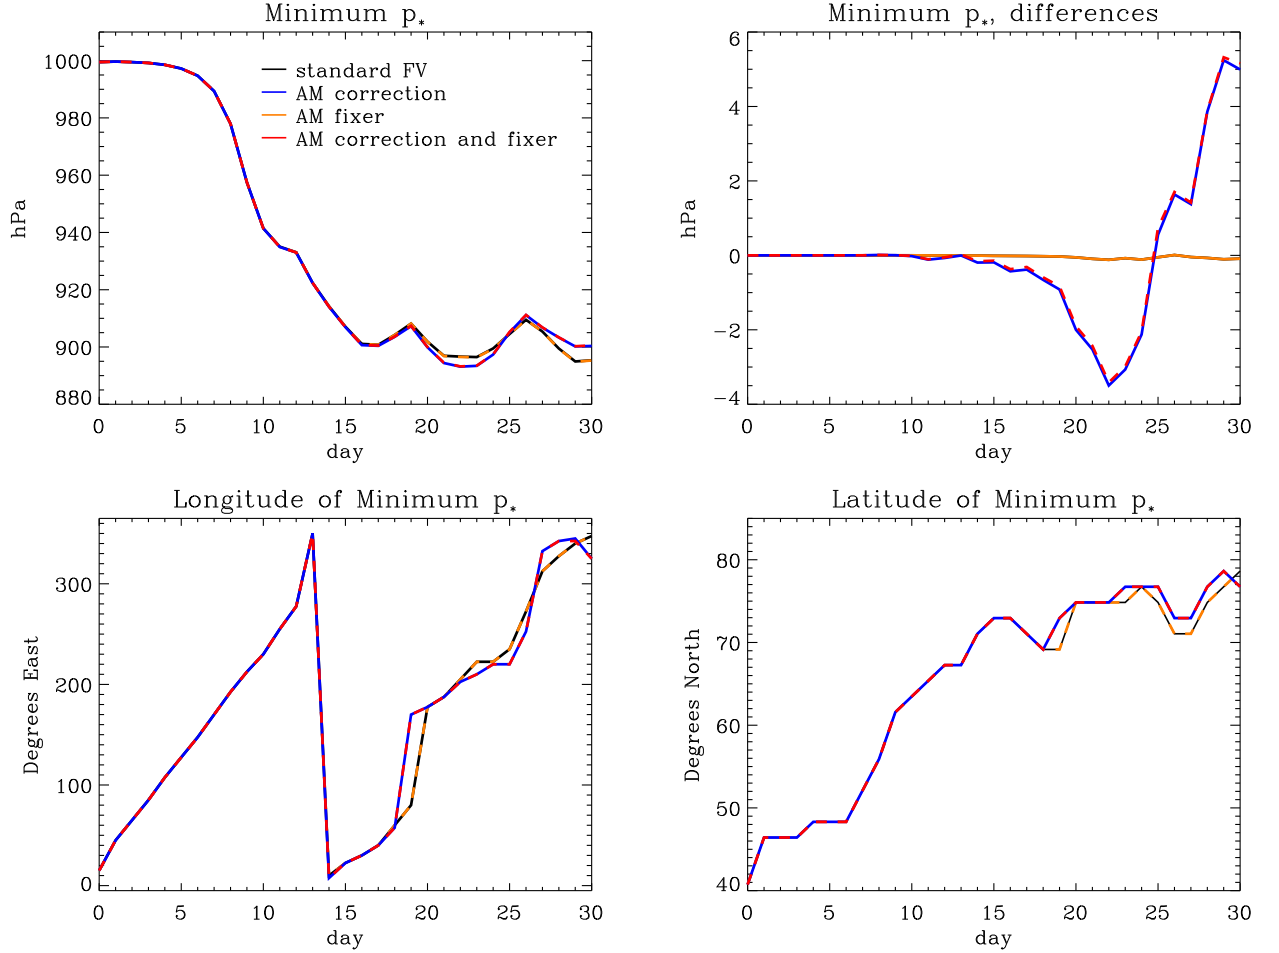 Minimum p*
1000
980
960
940
920
900
880
hPa
standard FV
AM correction
AM fixer
AM correction and fixer
0 5 10 15 20 25 30
day
Minimum p*, differences
6
4
2
0
−2
−4
hPa
0 5 10 15 20 25 30
day
Longitude of Minimum p*
300
200
100
0
Degrees East
0 5 10 15 20 25 30
day
Latitude of Minimum p*
80
70
60
50
40
Degrees North
0 5 10 15 20 25 30
day